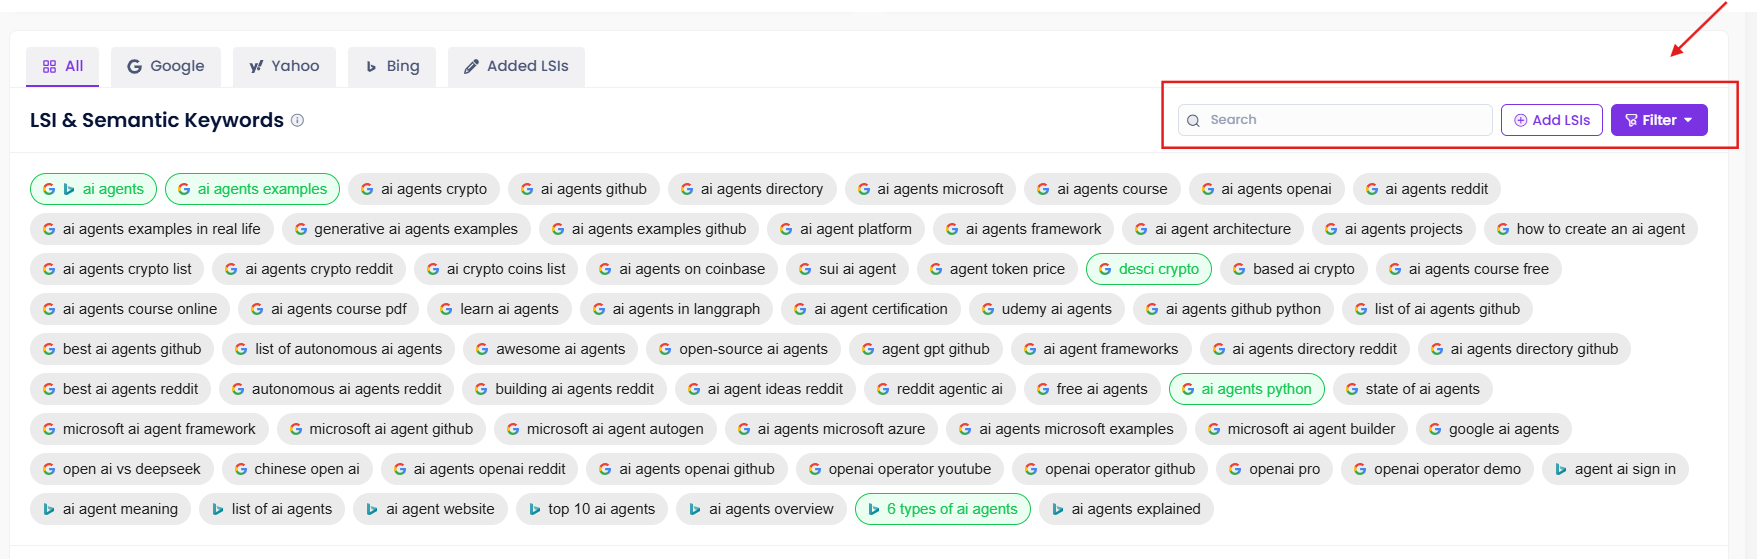 All Google Yahoo Bing Added LSIs
LSI & Semantic Keywords Search Add LSIs Filter
ai agents ai agents examples ai agents crypto ai agents github ai agents directory ai agents microsoft ai agents course ai agents openai ai agents reddit
ai agents examples in real life generative ai agents examples ai agents examples github ai agent platform ai agents framework ai agent architecture ai agents projects how to create an ai agent
ai agents crypto list ai agents crypto reddit ai crypto coins list ai agents on coinbase sui ai agent agent token price desci crypto based ai crypto ai agents course free
ai agents course online ai agents course pdf learn ai agents ai agents in langgraph ai agent certification udemy ai agents ai agents github python list of ai agents github
best ai agents github list of autonomous ai agents awesome ai agents open-source ai agents agent gpt github ai agent frameworks ai agents directory reddit ai agents directory github
best ai agents reddit autonomous ai agents reddit building ai agents reddit ai agent ideas reddit reddit agentic ai free ai agents ai agents python state of ai agents
microsoft ai agent framework microsoft ai agent github microsoft ai agent autogen ai agents microsoft azure ai agents microsoft examples microsoft ai agent builder google ai agents
open ai vs deepseek chinese open ai ai agents openai reddit ai agents openai github openai operator youtube openai operator github openai pro openai operator demo agent ai sign in
ai agent meaning list of ai agents ai agent website top 10 ai agents ai agents overview 6 types of ai agents ai agents explained